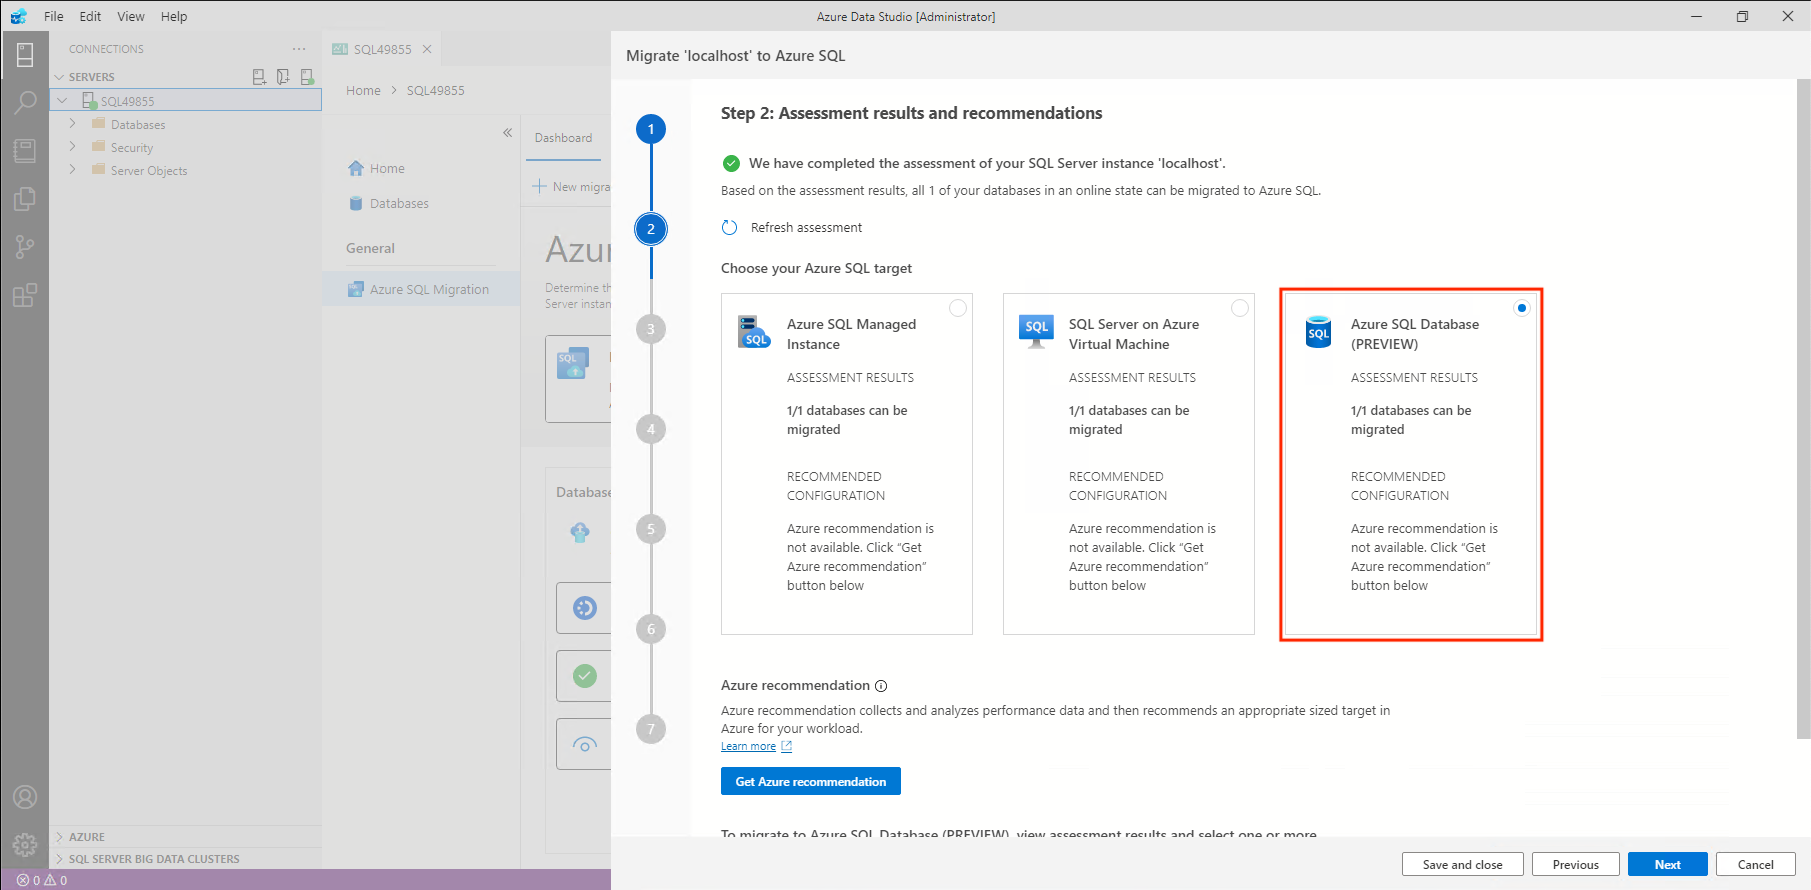 File Edit View Help
Azure Data Studio [Administrator]
CONNECTIONS
SERVERS
SQL49855
Databases
Security
Server Objects
AZURE
SQL SERVER BIG DATA CLUSTERS
0 0
SQL49855
Home > SQL49855
Home
Databases
General
Azure SQL Migration
Dashboard
New migra
Azur
Determine th
Server instan
SQL
Database
Migrate 'localhost' to Azure SQL
1
2
3
4
5
6
7
Step 2: Assessment results and recommendations
We have completed the assessment of your SQL Server instance 'localhost'.
Based on the assessment results, all 1 of your databases in an online state can be migrated to Azure SQL.
Refresh assessment
Choose your Azure SQL target
SQL
Azure SQL Managed
Instance
ASSESSMENT RESULTS
1/1 databases can be
migrated
RECOMMENDED
CONFIGURATION
Azure recommendation is
not available. Click “Get
Azure recommendation”
button below
SQL
SQL Server on Azure
Virtual Machine
ASSESSMENT RESULTS
1/1 databases can be
migrated
RECOMMENDED
CONFIGURATION
Azure recommendation is
not available. Click “Get
Azure recommendation”
button below
SQL
Azure SQL Database
(PREVIEW)
ASSESSMENT RESULTS
1/1 databases can be
migrated
RECOMMENDED
CONFIGURATION
Azure recommendation is
not available. Click “Get
Azure recommendation”
button below
Azure recommendation
Azure recommendation collects and analyzes performance data and then recommends an appropriate sized target in
Azure for your workload.
Learn more
Get Azure recommendation
To migrate to Azure SQL Database (PREVIEW), view assessment results and select one or more
Save and close
Previous
Next
Cancel